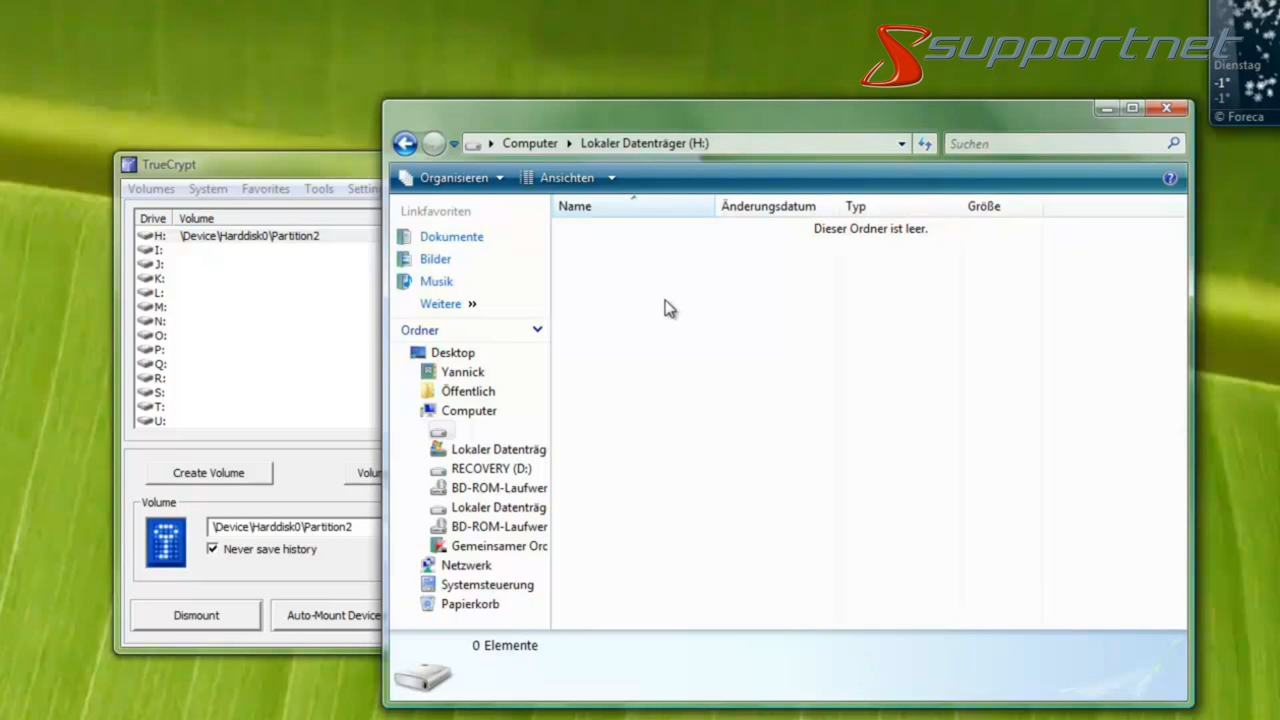 supportnet
Dienstag
-1°
-1°
© Foreca
Computer Lokaler Datenträger (H:)
Suchen
TrueCrypt
Volumes System Favorites Tools
Organisieren Ansichten
Drive Volume
H: \Device\Harddisk0\Partition2
I:
J:
K:
L:
M:
N:
O:
P:
Q:
R:
S:
T:
U:
Create Volume
Volume
\Device\Harddisk0\Partition2
Never save history
Dismount
Auto-Mount Device
Linkfavoriten
Dokumente
Bilder
Musik
Weitere »
Ordner
Desktop
Yannick
Öffentlich
Computer
Lokaler Datenträg
RECOVERY (D:)
BD-ROM-Laufwer
Lokaler Datenträg
BD-ROM-Laufwer
Gemeinsamer Orc
Netzwerk
Systemsteuerung
Papierkorb
Name Änderungsdatum Typ Größe
Dieser Ordner ist leer.
0 Elemente